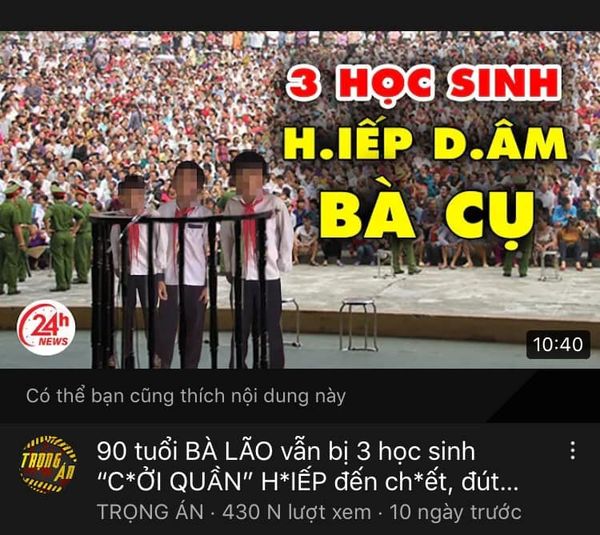 3 HỌC SINH
H.IẾP D.ÂM
BÀ CỤ
24h
NEWS
10:40
Có thể bạn cũng thích nội dung này
TRỌNG
ÁN
90 tuổi BÀ LÃO vẫn bị 3 học sinh
“C*ỞI QUẦN” H*IẾP đến ch*ết, đút...
TRỌNG ÁN · 430 N lượt xem · 10 ngày trước